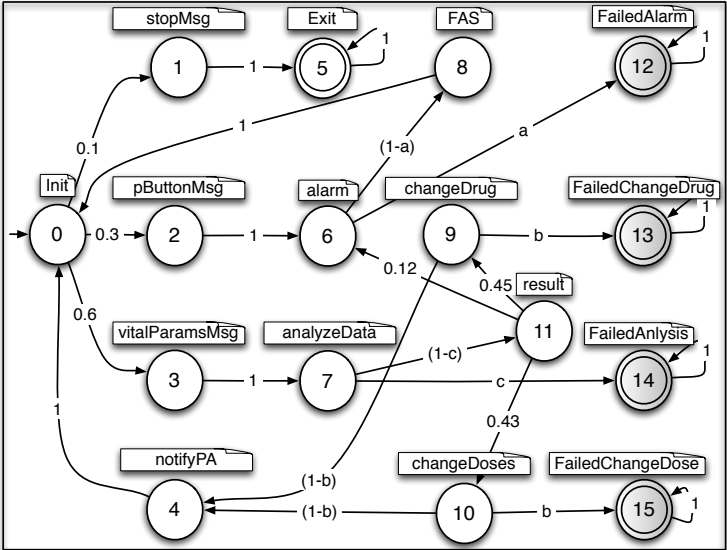 stopMsg Exit FAS FailedAlarm
1 1 5 1 8 12 1
0.1 1 (1-a) a
Init pButtonMsg alarm changeDrug FailedChangeDrug
0 0.3 2 1 6 9 b 13 1
0.12 0.45 result
0.6 vitalParamsMsg analyzeData 11 FailedAnlysis
3 1 7 (1-c) c 14 1
1 0.43
notifyPA changeDoses FailedChangeDose
(1-b)
4 (1-b) 10 b 15 1